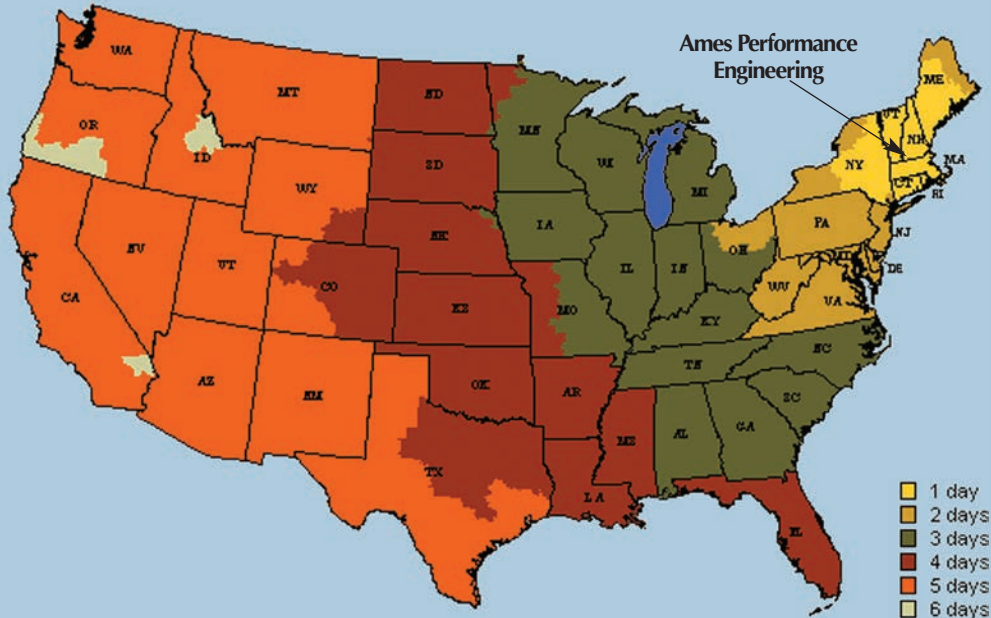 Ames Performance
Engineering
WA
MT
ND
ME
OR
MN
VT
NH
ID
SD
WI
NY
MA
WY
MI
CT
RI
IA
PA
NE
NJ
NV
UT
OH
MD
DE
CO
IL
IN
WV
CA
VA
KS
MO
KY
NC
TN
AZ
NM
OK
AR
SC
MS
AL
GA
TX
LA
FL
1 day
2 days
3 days
4 days
5 days
6 days